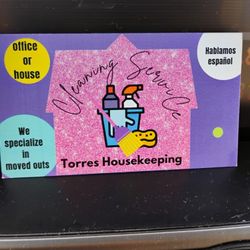 office
or
house
Cleaning Service
Hablamos
español
We
specialize
in
moved outs
Torres Housekeeping